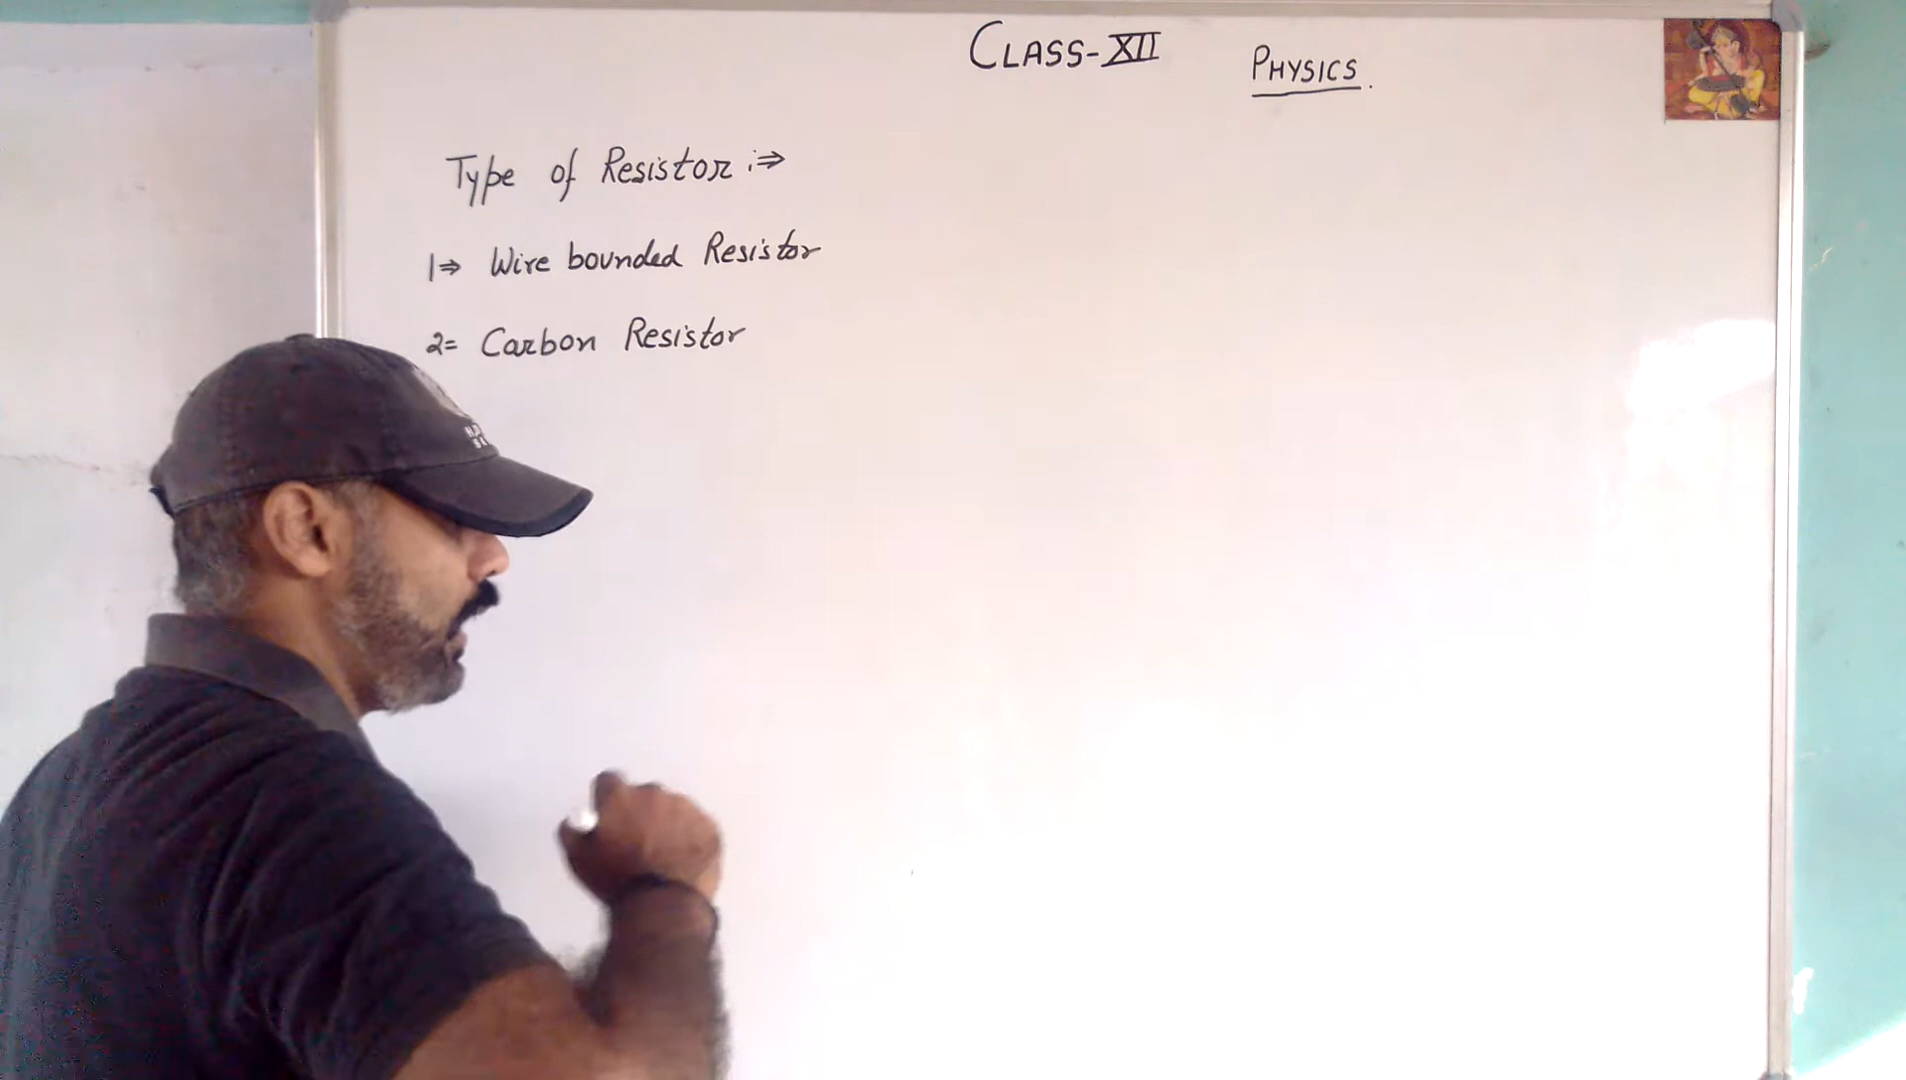 CLASS-XII
PHYSICS.
Type of Resistor :⇒
1⇒ Wire bounded Resistor
2= Carbon Resistor